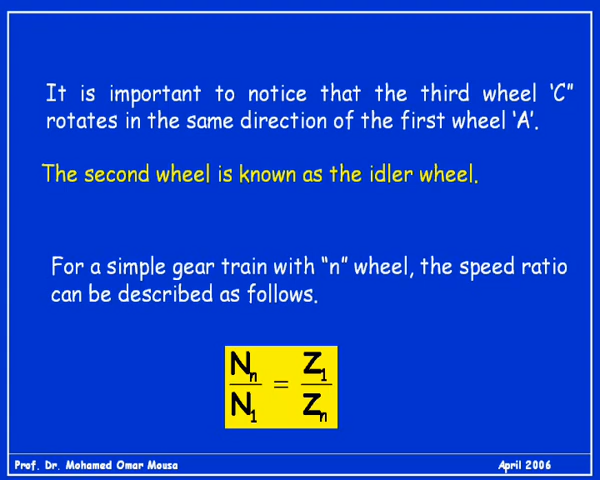 It is important to notice that the third wheel ‘C”
rotates in the same direction of the first wheel ‘A’.
The second wheel is known as the idler wheel.
For a simple gear train with “n” wheel, the speed ratio
can be described as follows.
Nn/N1 = Z1/Zn
Prof. Dr. Mohamed Omar Mousa April 2006